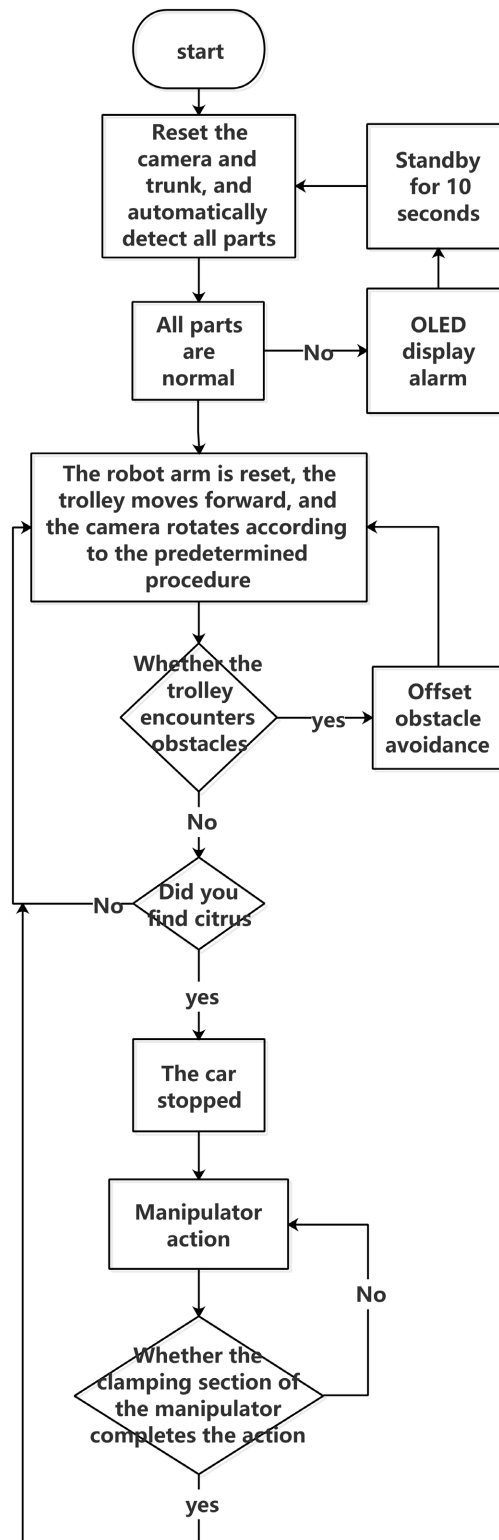 start
Reset the
camera and
trunk, and
automatically
detect all parts
Standby
for 10
seconds
All parts
are
normal
No
OLED
display
alarm
The robot arm is reset, the
trolley moves forward, and
the camera rotates according
to the predetermined
procedure
Whether the
trolley
encounters
obstacles
yes
Offset
obstacle
avoidance
No
Did you
find citrus
No
yes
The car
stopped
Manipulator
action
No
Whether the
clamping section of
the manipulator
completes the action
yes